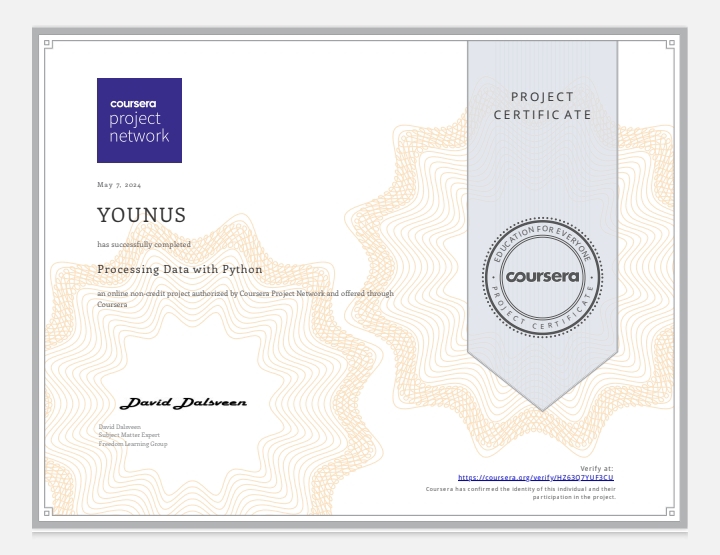 coursera
project
network
PROJECT
CERTIFICATE
May 7, 2024
YOUNUS
has successfully completed
Processing Data with Python
an online non-credit project authorized by Coursera Project Network and offered through
Coursera
EDUCATION FOR EVERYONE
coursera
PROJECT CERTIFICATE
David Dalsveen
David Dalsveen
Subject Matter Expert
Freedom Learning Group
Verify at:
https://coursera.org/verify/HZ63Q7YUF3CU
Coursera has confirmed the identity of this individual and their
participation in the project.